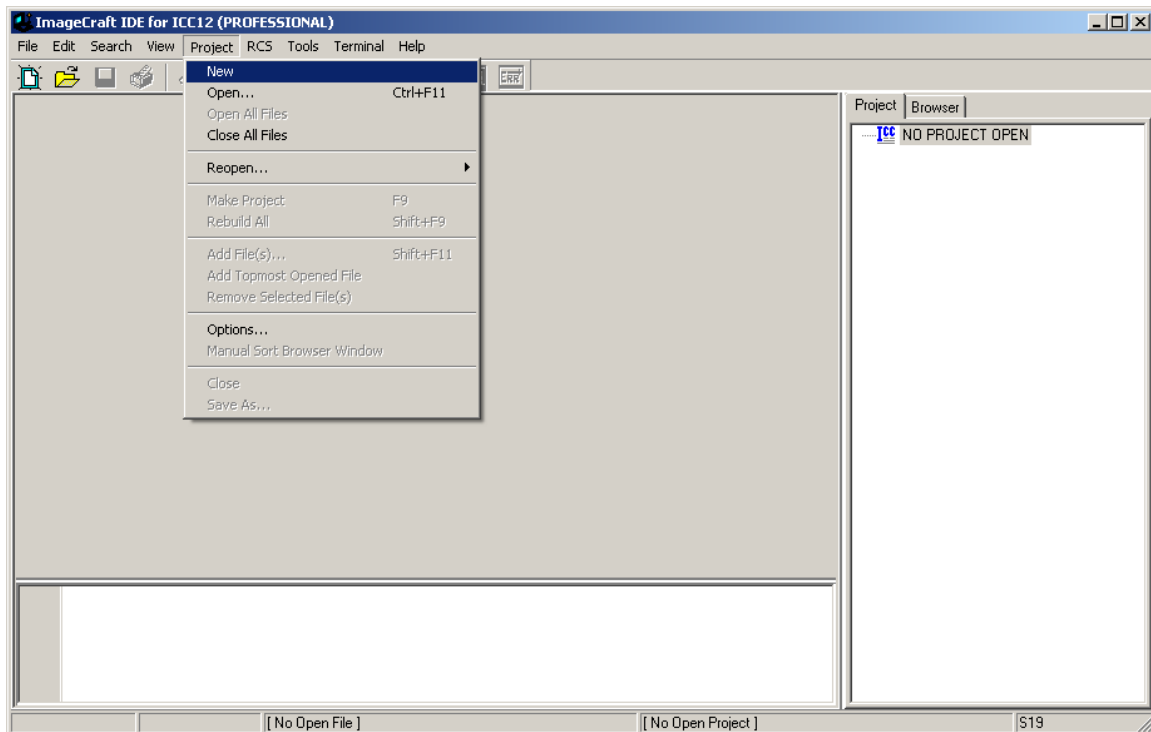 ImageCraft IDE for ICC12 (PROFESSIONAL)
File Edit Search View Project RCS Tools Terminal Help
ERR
New
Open... Ctrl+F11
Open All Files
Close All Files
Reopen...
Make Project F9
Rebuild All Shift+F9
Add File(s)... Shift+F11
Add Topmost Opened File
Remove Selected File(s)
Options...
Manual Sort Browser Window
Close
Save As...
Project Browser
ICC NO PROJECT OPEN
[ No Open File ] [ No Open Project ] S19